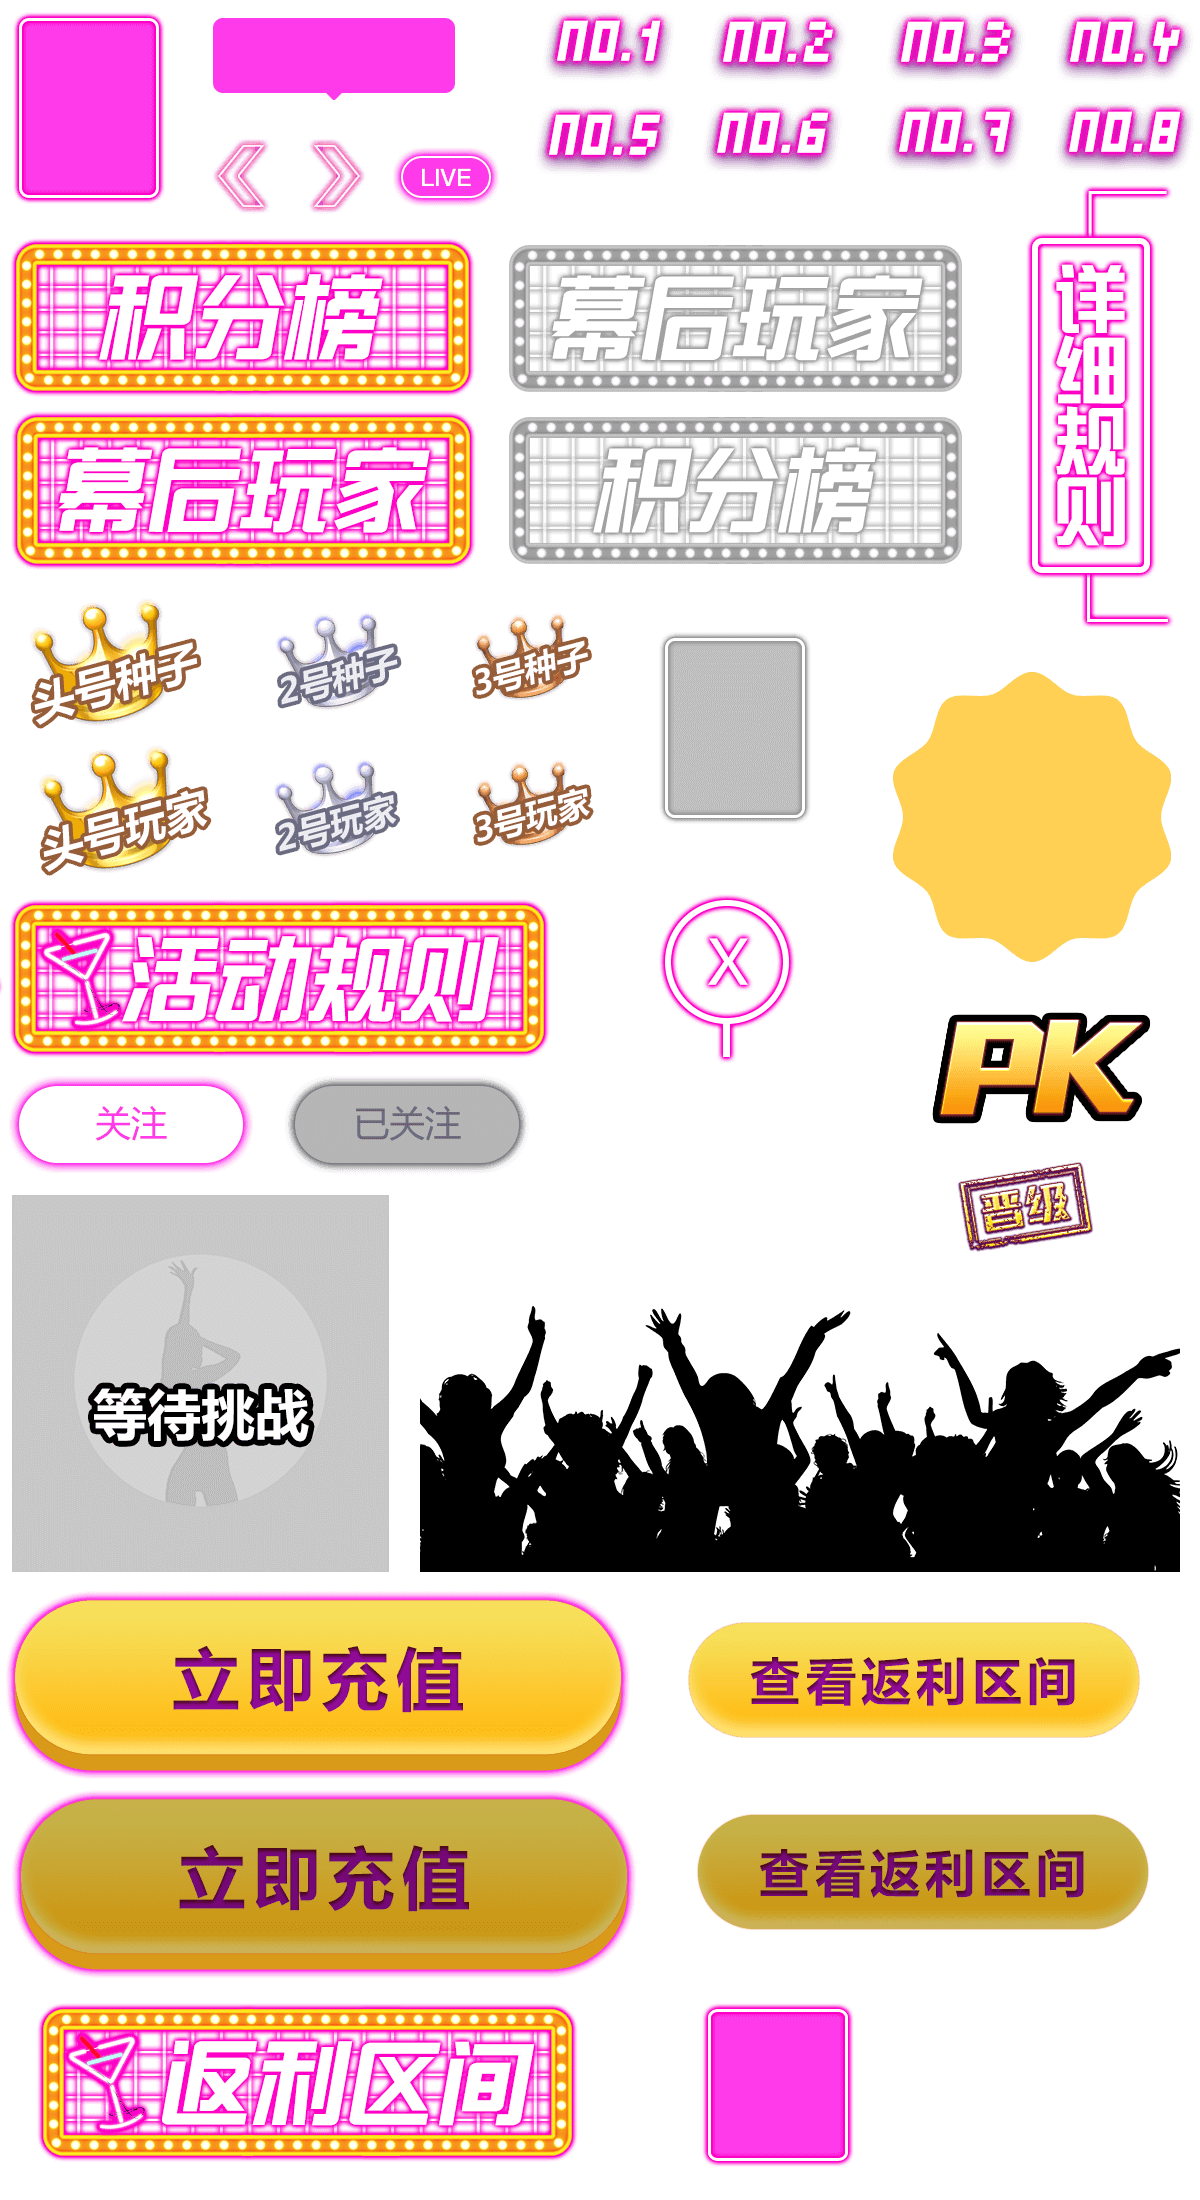 NO.1
NO.2
NO.3
NO.4
NO.5
NO.6
NO.7
NO.8
LIVE
积分榜
幕后玩家
详细规则
幕后玩家
积分榜
头号种子
2号种子
3号种子
头号玩家
2号玩家
3号玩家
活动规则
X
PK
关注
已关注
晋级
等待挑战
立即充值
查看返利区间
立即充值
查看返利区间
返利区间